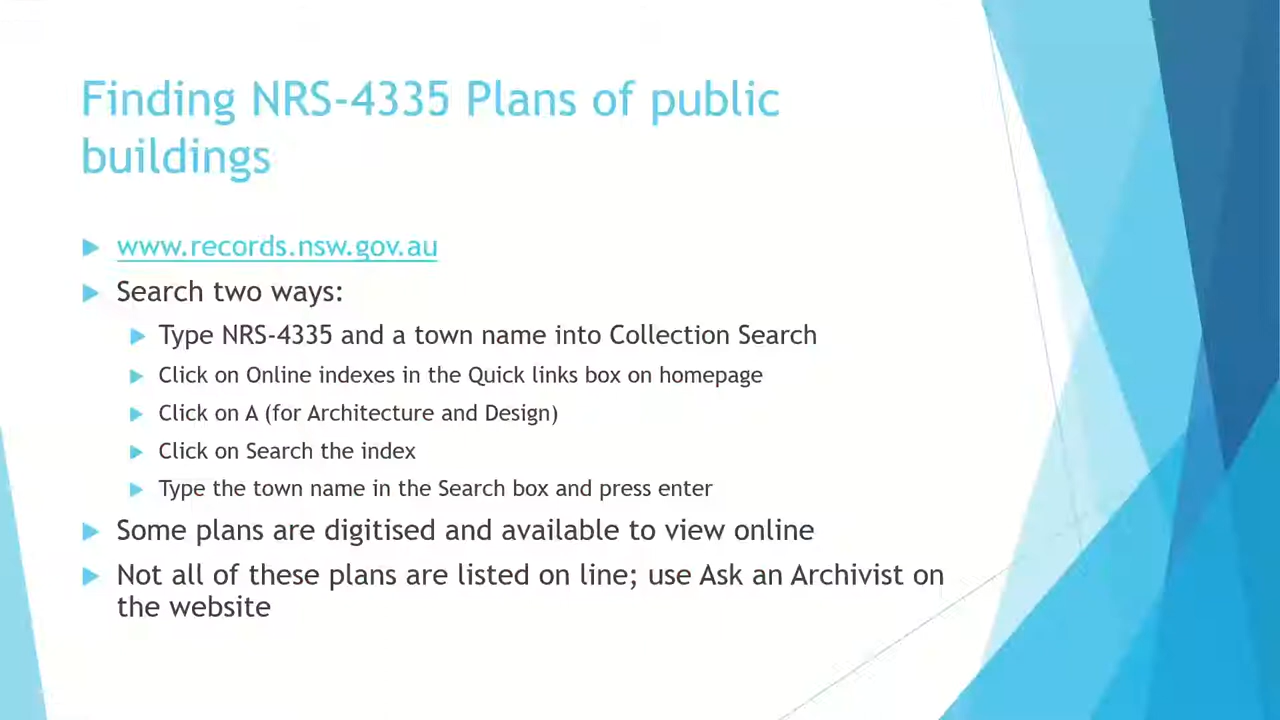 Finding NRS-4335 Plans of public
buildings
www.records.nsw.gov.au
Search two ways:
Type NRS-4335 and a town name into Collection Search
Click on Online indexes in the Quick links box on homepage
Click on A (for Architecture and Design)
Click on Search the index
Type the town name in the Search box and press enter
Some plans are digitised and available to view online
Not all of these plans are listed on line; use Ask an Archivist on
the website